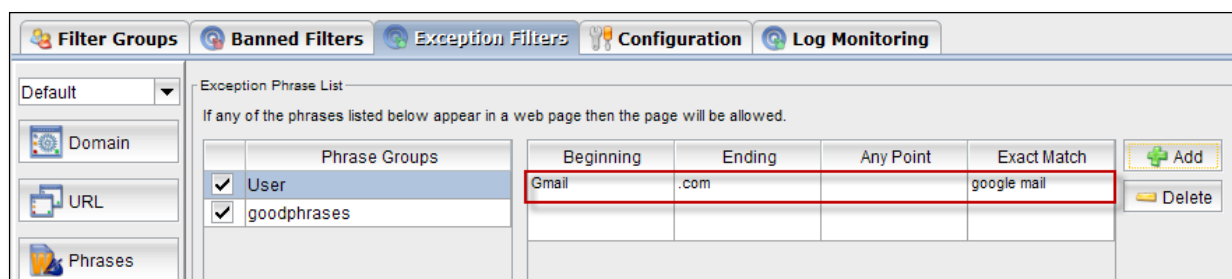 Filter Groups Banned Filters Exception Filters Configuration Log Monitoring
Default
Domain
URL
Phrases
Exception Phrase List
If any of the phrases listed below appear in a web page then the page will be allowed.
Phrase Groups
User
goodphrases
Beginning Ending Any Point Exact Match
Gmail .com google mail
Add
Delete